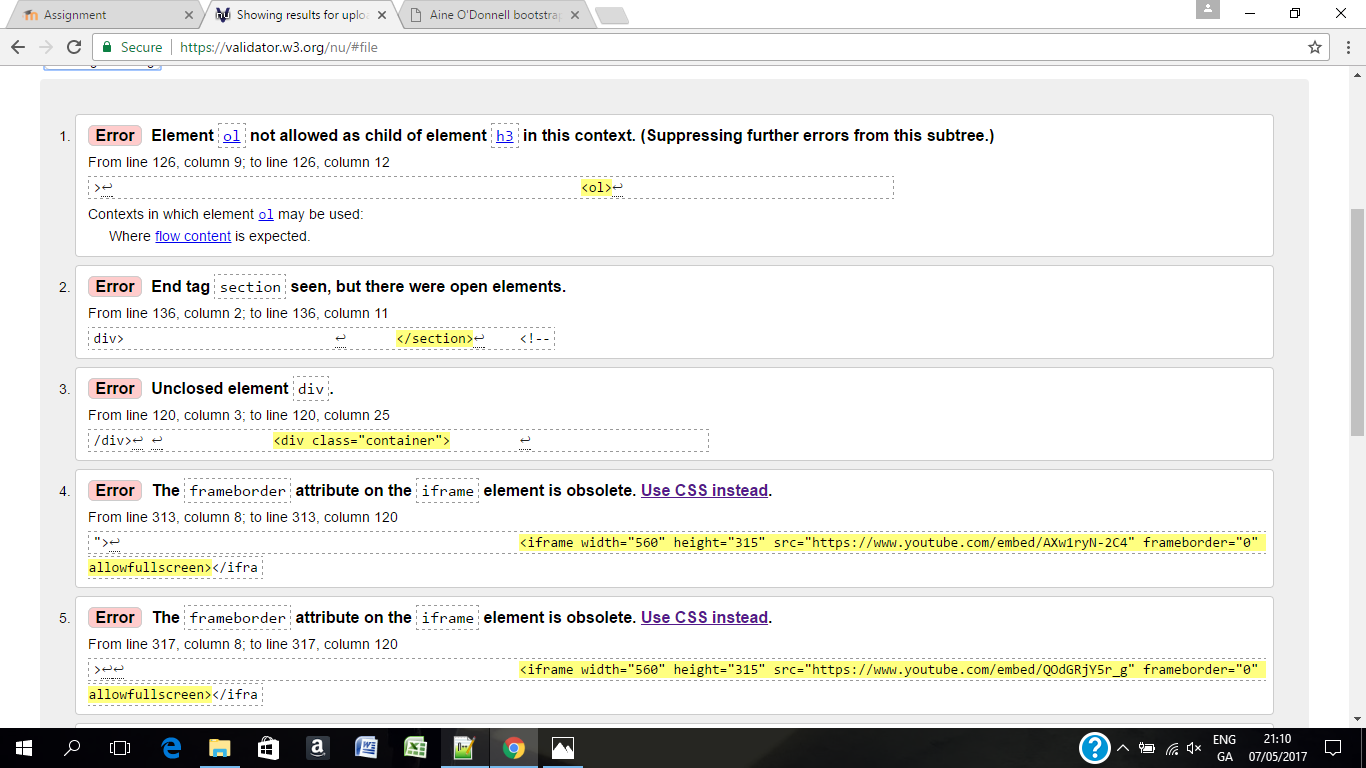 Assignment
Showing results for uplo
Aine O'Donnell bootstrap
Secure
https://validator.w3.org/nu/#file
1. Error Element ol not allowed as child of element h3 in this context. (Suppressing further errors from this subtree.)
From line 126, column 9; to line 126, column 12
>↩ <ol>↩
Contexts in which element ol may be used:
Where flow content is expected.
2. Error End tag section seen, but there were open elements.
From line 136, column 2; to line 136, column 11
div> ↩ </section>↩ <!--
3. Error Unclosed element div.
From line 120, column 3; to line 120, column 25
/div>↩ ↩ <div class="container"> ↩
4. Error The frameborder attribute on the iframe element is obsolete. Use CSS instead.
From line 313, column 8; to line 313, column 120
">↩ <iframe width="560" height="315" src="https://www.youtube.com/embed/AXw1ryN-2C4" frameborder="0"
allowfullscreen></ifra
5. Error The frameborder attribute on the iframe element is obsolete. Use CSS instead.
From line 317, column 8; to line 317, column 120
>↩↩ <iframe width="560" height="315" src="https://www.youtube.com/embed/QOdGRjY5r_g" frameborder="0"
allowfullscreen></ifra
ENG
GA
21:10
07/05/2017